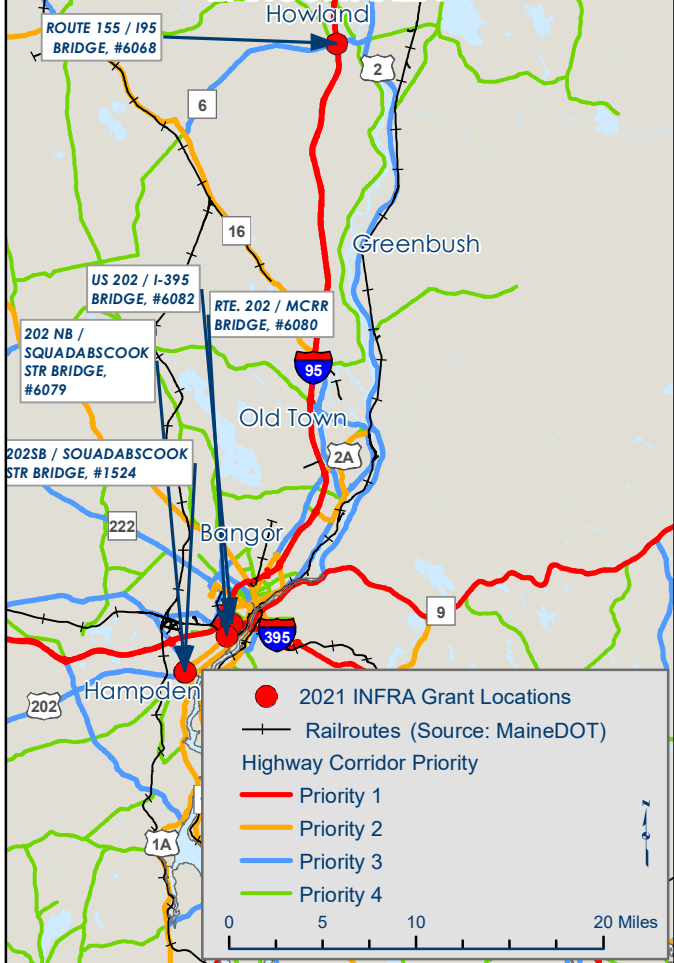 Howland
ROUTE 155 / I95
BRIDGE, #6068
2
6
16
Greenbush
US 202 / I-395
BRIDGE, #6082
RTE. 202 / MCRR
BRIDGE, #6080
202 NB /
SQUADABSCOOK
STR BRIDGE,
#6079
95
Old Town
2A
202SB / SOUADABSCOOK
STR BRIDGE, #1524
222
Bangor
9
395
Hampden
202
1A
2021 INFRA Grant Locations
Railroutes (Source: MaineDOT)
Highway Corridor Priority
Priority 1
Priority 2
Priority 3
Priority 4
N
0 5 10 20 Miles